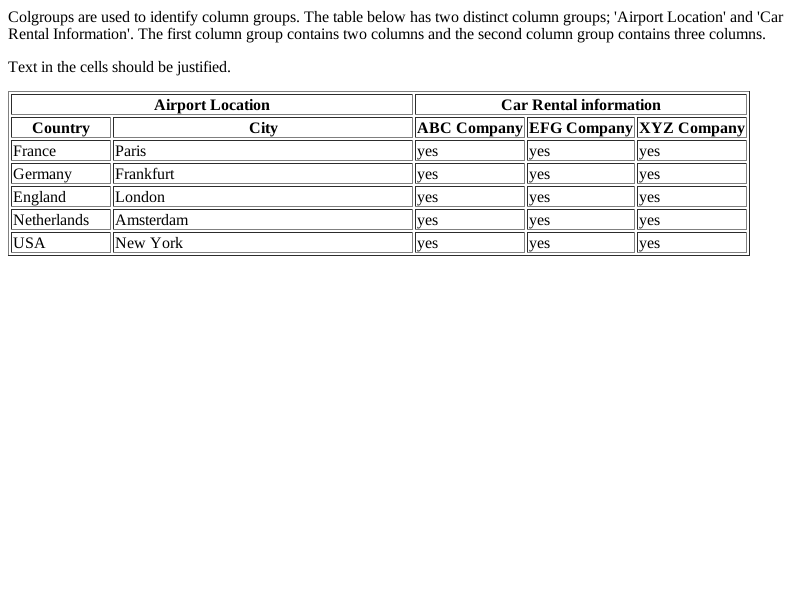 Colgroups are used to identify column groups. The table below has two distinct column groups; 'Airport Location' and 'Car
Rental Information'. The first column group contains two columns and the second column group contains three columns.
Text in the cells should be justified.
Airport Location Car Rental information
Country City ABC Company EFG Company XYZ Company
France Paris yes yes yes
Germany Frankfurt yes yes yes
England London yes yes yes
Netherlands Amsterdam yes yes yes
USA New York yes yes yes